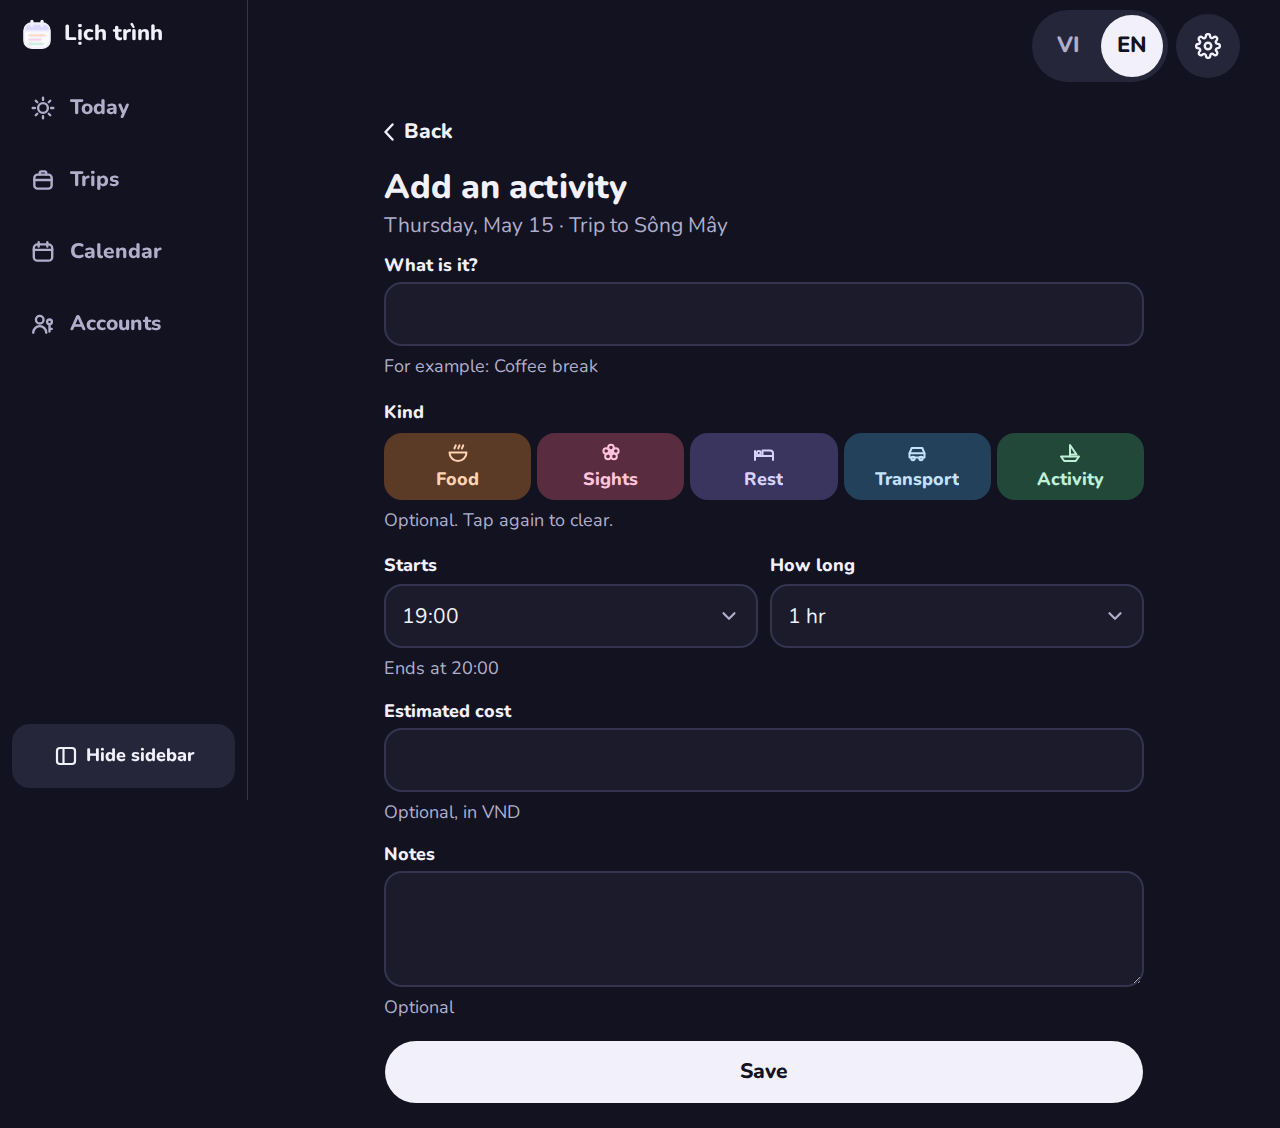 Lịch trình
VI
EN
Today
Trips
Calendar
Accounts
Hide sidebar
Back
Add an activity
Thursday, May 15 · Trip to Sông Mây
What is it?
For example: Coffee break
Kind
Food
Sights
Rest
Transport
Activity
Optional. Tap again to clear.
Starts
How long
19:00
1 hr
Ends at 20:00
Estimated cost
Optional, in VND
Notes
Optional
Save